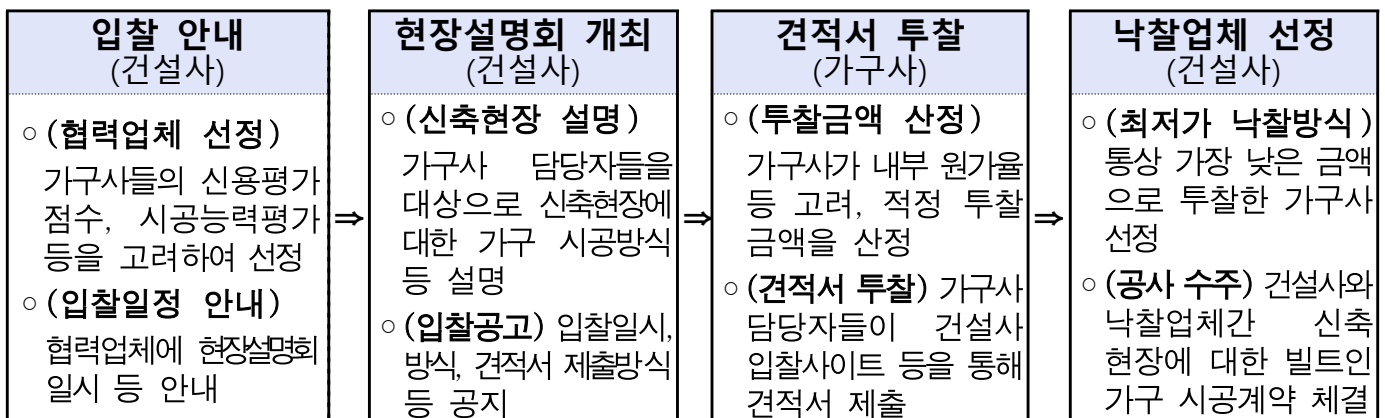 입찰 안내
(건설사)
○ (협력업체 선정)
가구사들의 신용평가
점수, 시공능력평가
등을 고려하여 선정
○ (입찰일정 안내)
협력업체에 현장설명회
일시 등 안내
⇒
현장설명회 개최
(건설사)
○ (신축현장 설명)
가구사 담당자들을
대상으로 신축현장에
대한 가구 시공방식
등 설명
○ (입찰공고) 입찰일시,
방식, 견적서 제출방식
등 공지
⇒
견적서 투찰
(가구사)
○ (투찰금액 산정)
가구사가 내부 원가율
등 고려, 적정 투찰
금액을 산정
○ (견적서 투찰) 가구사
담당자들이 건설사
입찰사이트 등을 통해
견적서 제출
⇒
낙찰업체 선정
(건설사)
○ (최저가 낙찰방식)
통상 가장 낮은 금액
으로 투찰한 가구사
선정
○ (공사 수주) 건설사와
낙찰업체간 신축
현장에 대한 빌트인
가구 시공계약 체결